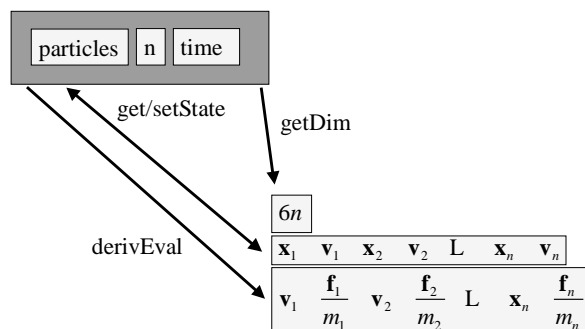 particles n time
get/setState
getDim
6n
derivEval
x₁ v₁ x₂ v₂ L xₙ vₙ
v₁ f₁/m₁ v₂ f₂/m₂ L xₙ fₙ/mₙ